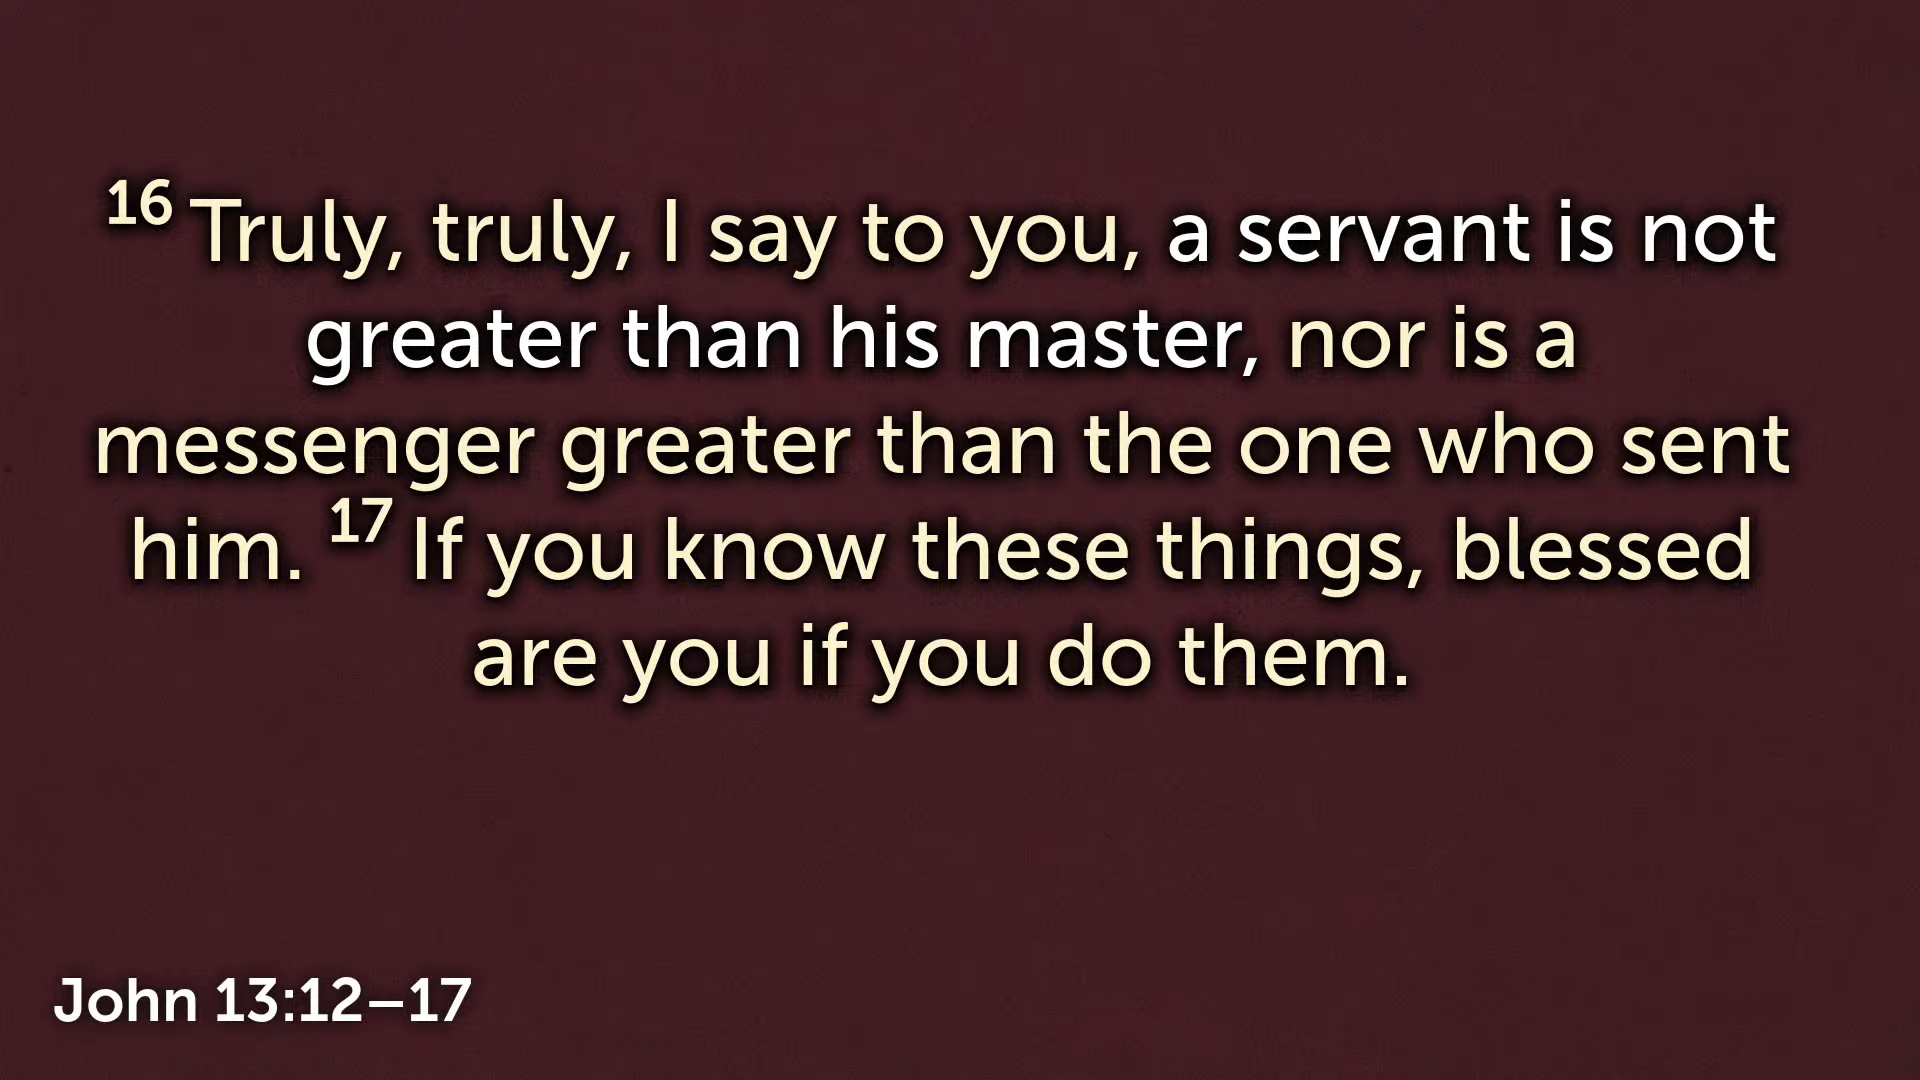 16 Truly, truly, I say to you, a servant is not
greater than his master, nor is a
messenger greater than the one who sent
him. 17 If you know these things, blessed
are you if you do them.
John 13:12–17